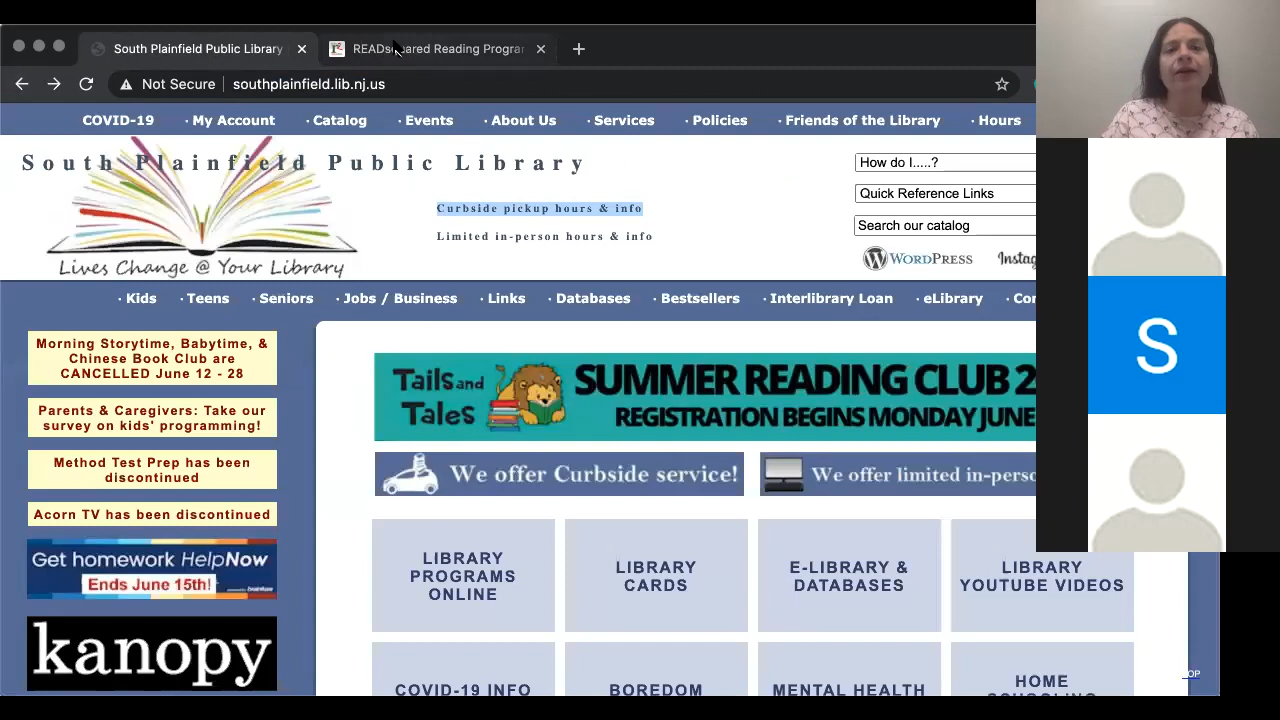 South Plainfield Public Library
READsquared Reading Progra
Not Secure
southplainfield.lib.nj.us
COVID-19 · My Account · Catalog · Events · About Us · Services · Policies · Friends of the Library · Hours
South Plainfield Public Library
Curbside pickup hours & info
Limited in-person hours & info
How do I.....?
Quick Reference Links
Search our catalog
Lives Change @ Your Library
WORDPRESS
Instag
· Kids · Teens · Seniors · Jobs / Business · Links · Databases · Bestsellers · Interlibrary Loan · eLibrary · Co
Morning Storytime, Babytime, &
Chinese Book Club are
CANCELLED June 12 - 28
Parents & Caregivers: Take our
survey on kids' programming!
Method Test Prep has been
discontinued
Acorn TV has been discontinued
Get homework HelpNow
Ends June 15th!
kanopy
Tails and
Tales
SUMMER READING CLUB 2
REGISTRATION BEGINS MONDAY JUNE
We offer Curbside service!
We offer limited in-perso
LIBRARY
PROGRAMS
ONLINE
LIBRARY
CARDS
E-LIBRARY &
DATABASES
LIBRARY
YOUTUBE VIDEOS
COVID-19 INFO
BOREDOM
MENTAL HEALTH
HOME
SCHOOLING
S